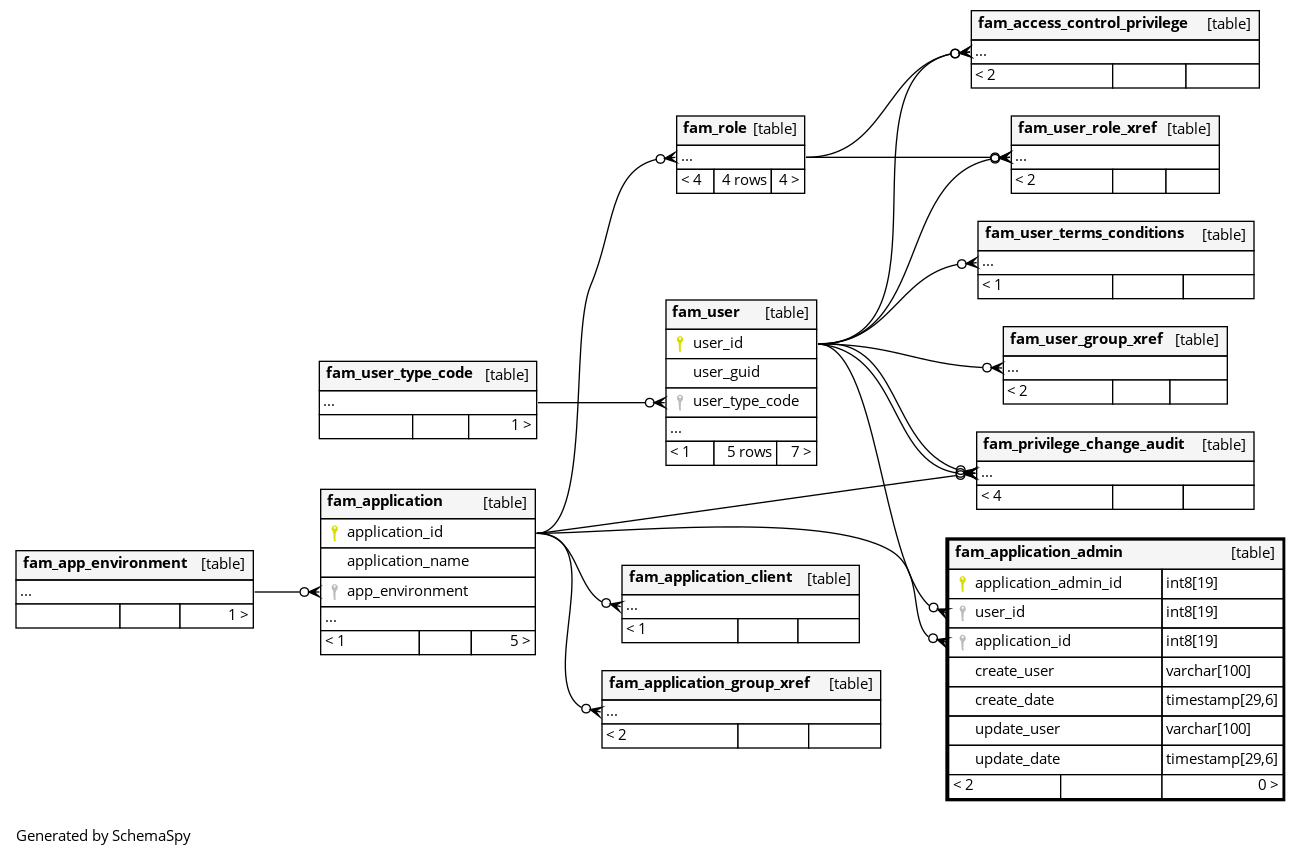 fam_access_control_privilege [table]
...
< 2
fam_role [table]
...
< 4 4 rows 4 >
fam_user_role_xref [table]
...
< 2
fam_user_terms_conditions [table]
...
< 1
fam_user [table]
user_id
user_guid
user_type_code
...
< 1 5 rows 7 >
fam_user_group_xref [table]
...
< 2
fam_user_type_code [table]
...
1 >
fam_privilege_change_audit [table]
...
< 4
fam_application [table]
application_id
application_name
app_environment
...
< 1 5 >
fam_app_environment [table]
...
1 >
fam_application_client [table]
...
< 1
fam_application_group_xref [table]
...
< 2
fam_application_admin [table]
application_admin_id int8[19]
user_id int8[19]
application_id int8[19]
create_user varchar[100]
create_date timestamp[29,6]
update_user varchar[100]
update_date timestamp[29,6]
< 2 0 >
Generated by SchemaSpy